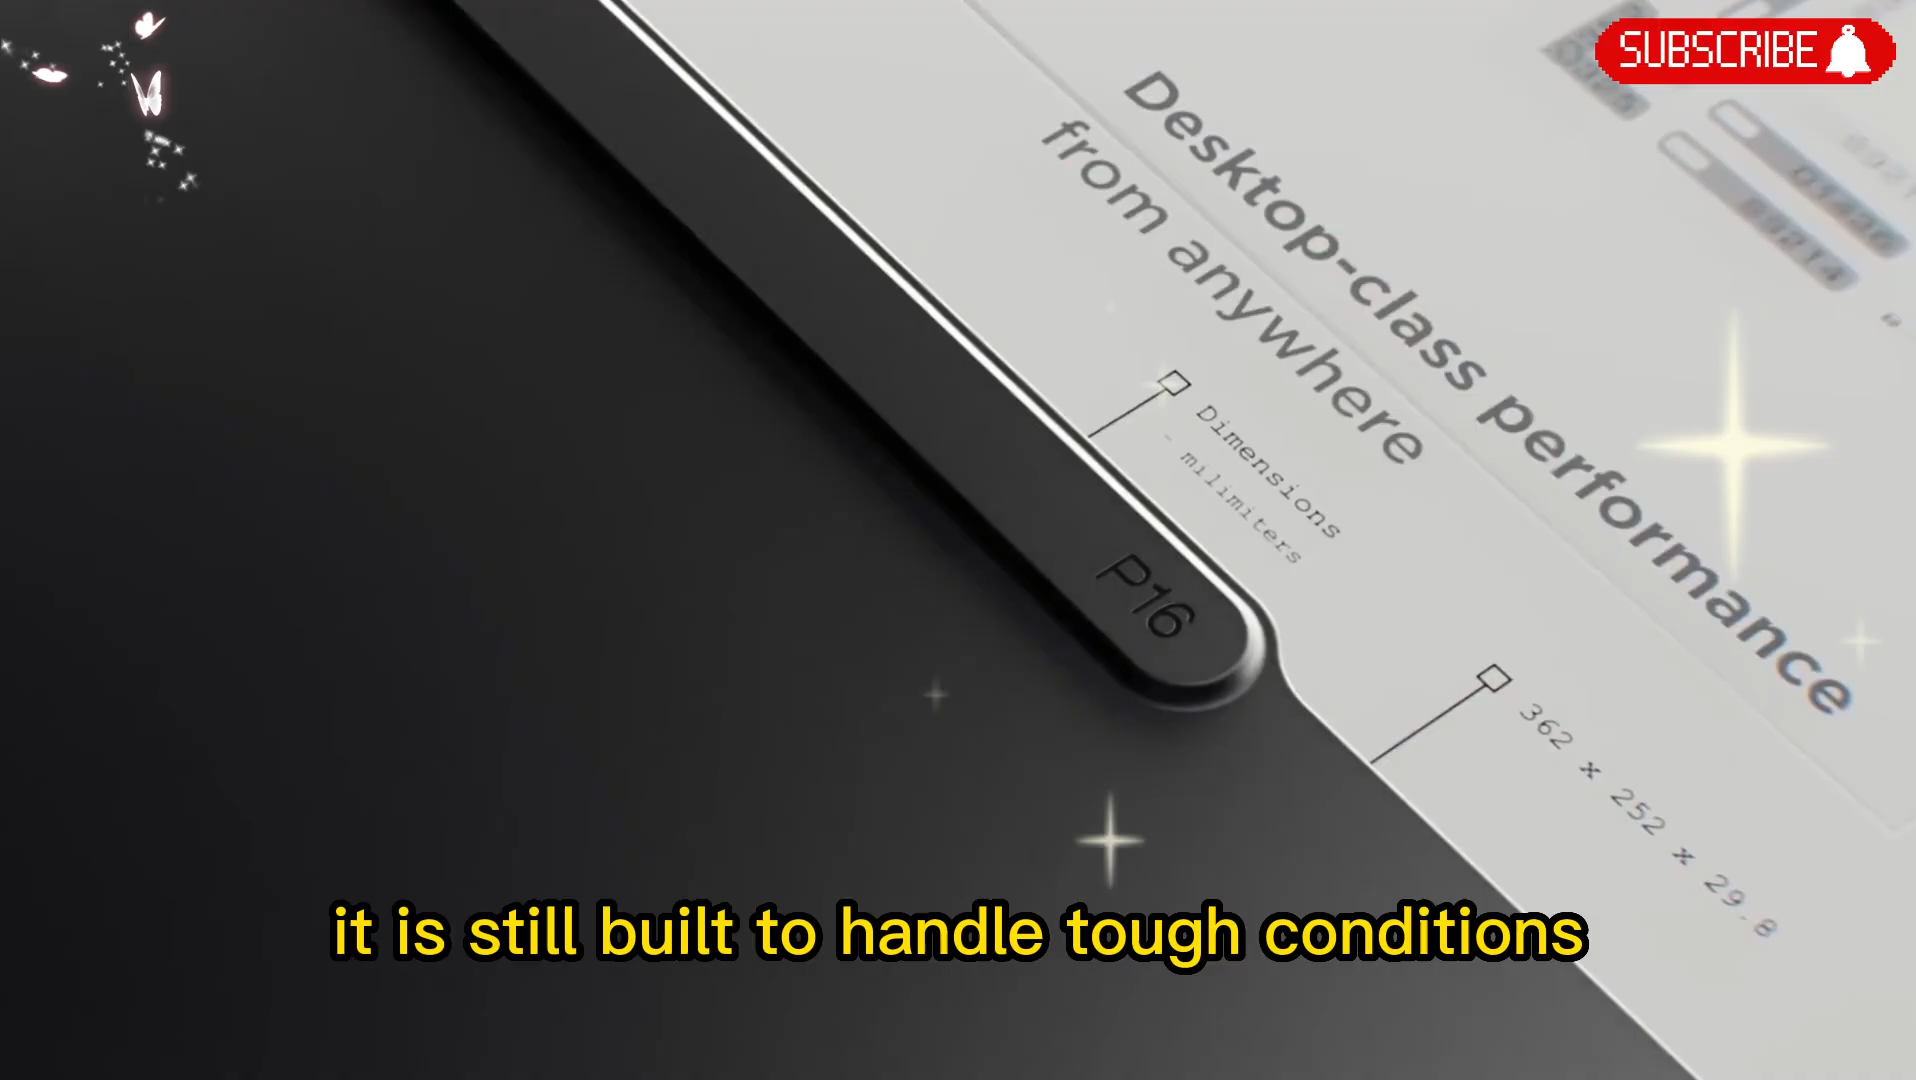 SUBSCRIBE
Desktop-class performance
from anywhere
Dimensions
- milimiters
P16
362 x 252 x 29.8
it is still built to handle tough conditions